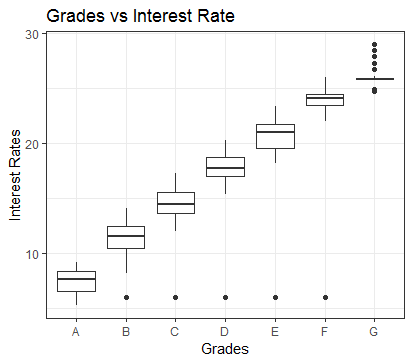 Grades vs Interest Rate
30
20
10
Interest Rates
A B C D E F G
Grades